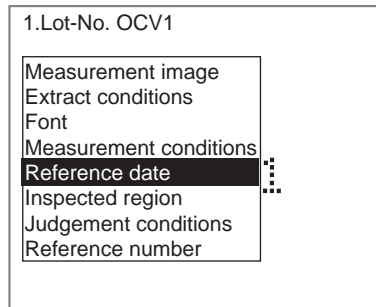 1.Lot-No. OCV1
Measurement image
Extract conditions
Font
Measurement conditions
Reference date
Inspected region
Judgement conditions
Reference number